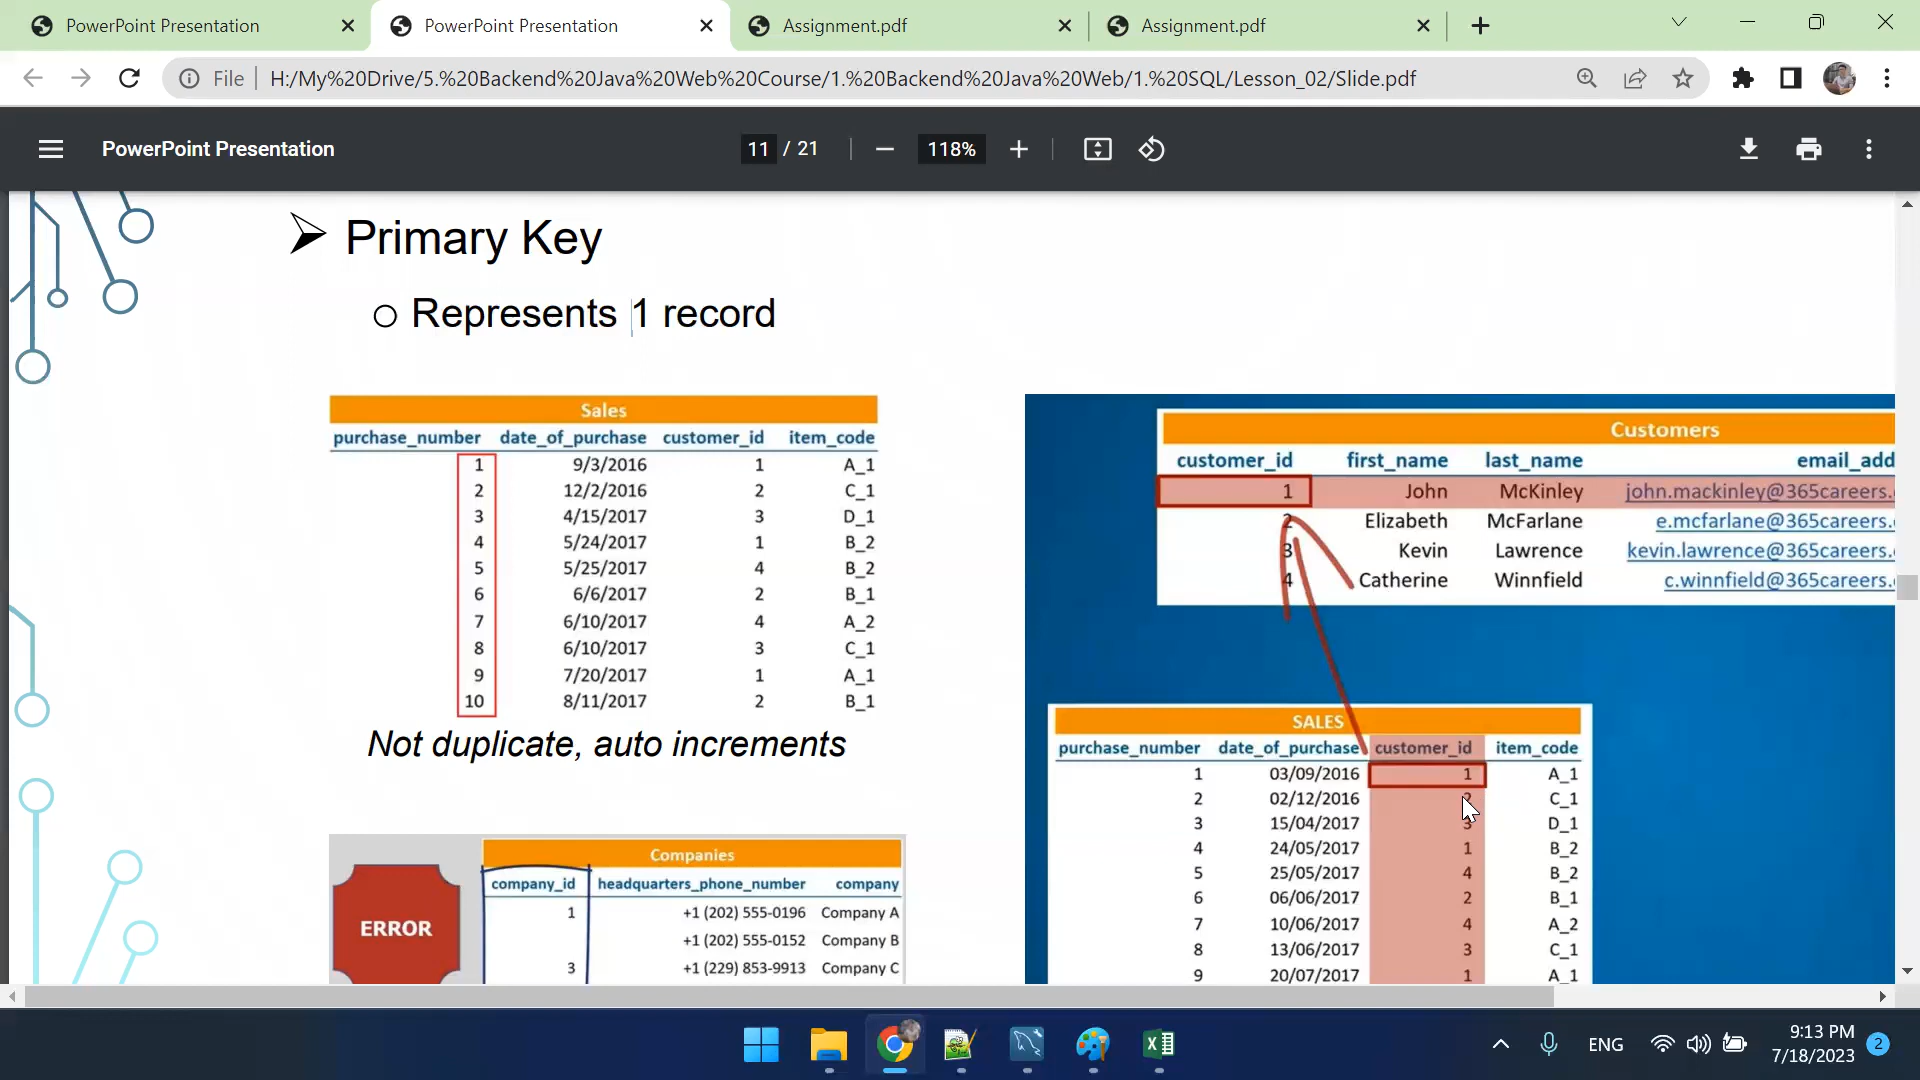 PowerPoint Presentation
PowerPoint Presentation
Assignment.pdf
Assignment.pdf
File
H:/My%20Drive/5.%20Backend%20Java%20Web%20Course/1.%20Backend%20Java%20Web/1.%20SQL/Lesson_02/Slide.pdf
PowerPoint Presentation
11 / 21
118%
Primary Key
Represents 1 record
Sales
purchase_number date_of_purchase customer_id item_code
1 9/3/2016 1 A_1
2 12/2/2016 2 C_1
3 4/15/2017 3 D_1
4 5/24/2017 1 B_2
5 5/25/2017 4 B_2
6 6/6/2017 2 B_1
7 6/10/2017 4 A_2
8 6/10/2017 3 C_1
9 7/20/2017 1 A_1
10 8/11/2017 2 B_1
Not duplicate, auto increments
ERROR
Companies
company_id headquarters_phone_number company
1 +1 (202) 555-0196 Company A
+1 (202) 555-0152 Company B
3 +1 (229) 853-9913 Company C
Customers
customer_id first_name last_name email_add
1 John McKinley john.mackinley@365careers.
2 Elizabeth McFarlane e.mcfarlane@365careers.
3 Kevin Lawrence kevin.lawrence@365careers.
4 Catherine Winnfield c.winnfield@365careers.
SALES
purchase_number date_of_purchase customer_id item_code
1 03/09/2016 1 A_1
2 02/12/2016 2 C_1
3 15/04/2017 3 D_1
4 24/05/2017 1 B_2
5 25/05/2017 4 B_2
6 06/06/2017 2 B_1
7 10/06/2017 4 A_2
8 13/06/2017 3 C_1
9 20/07/2017 1 A_1
ENG
9:13 PM
7/18/2023
2